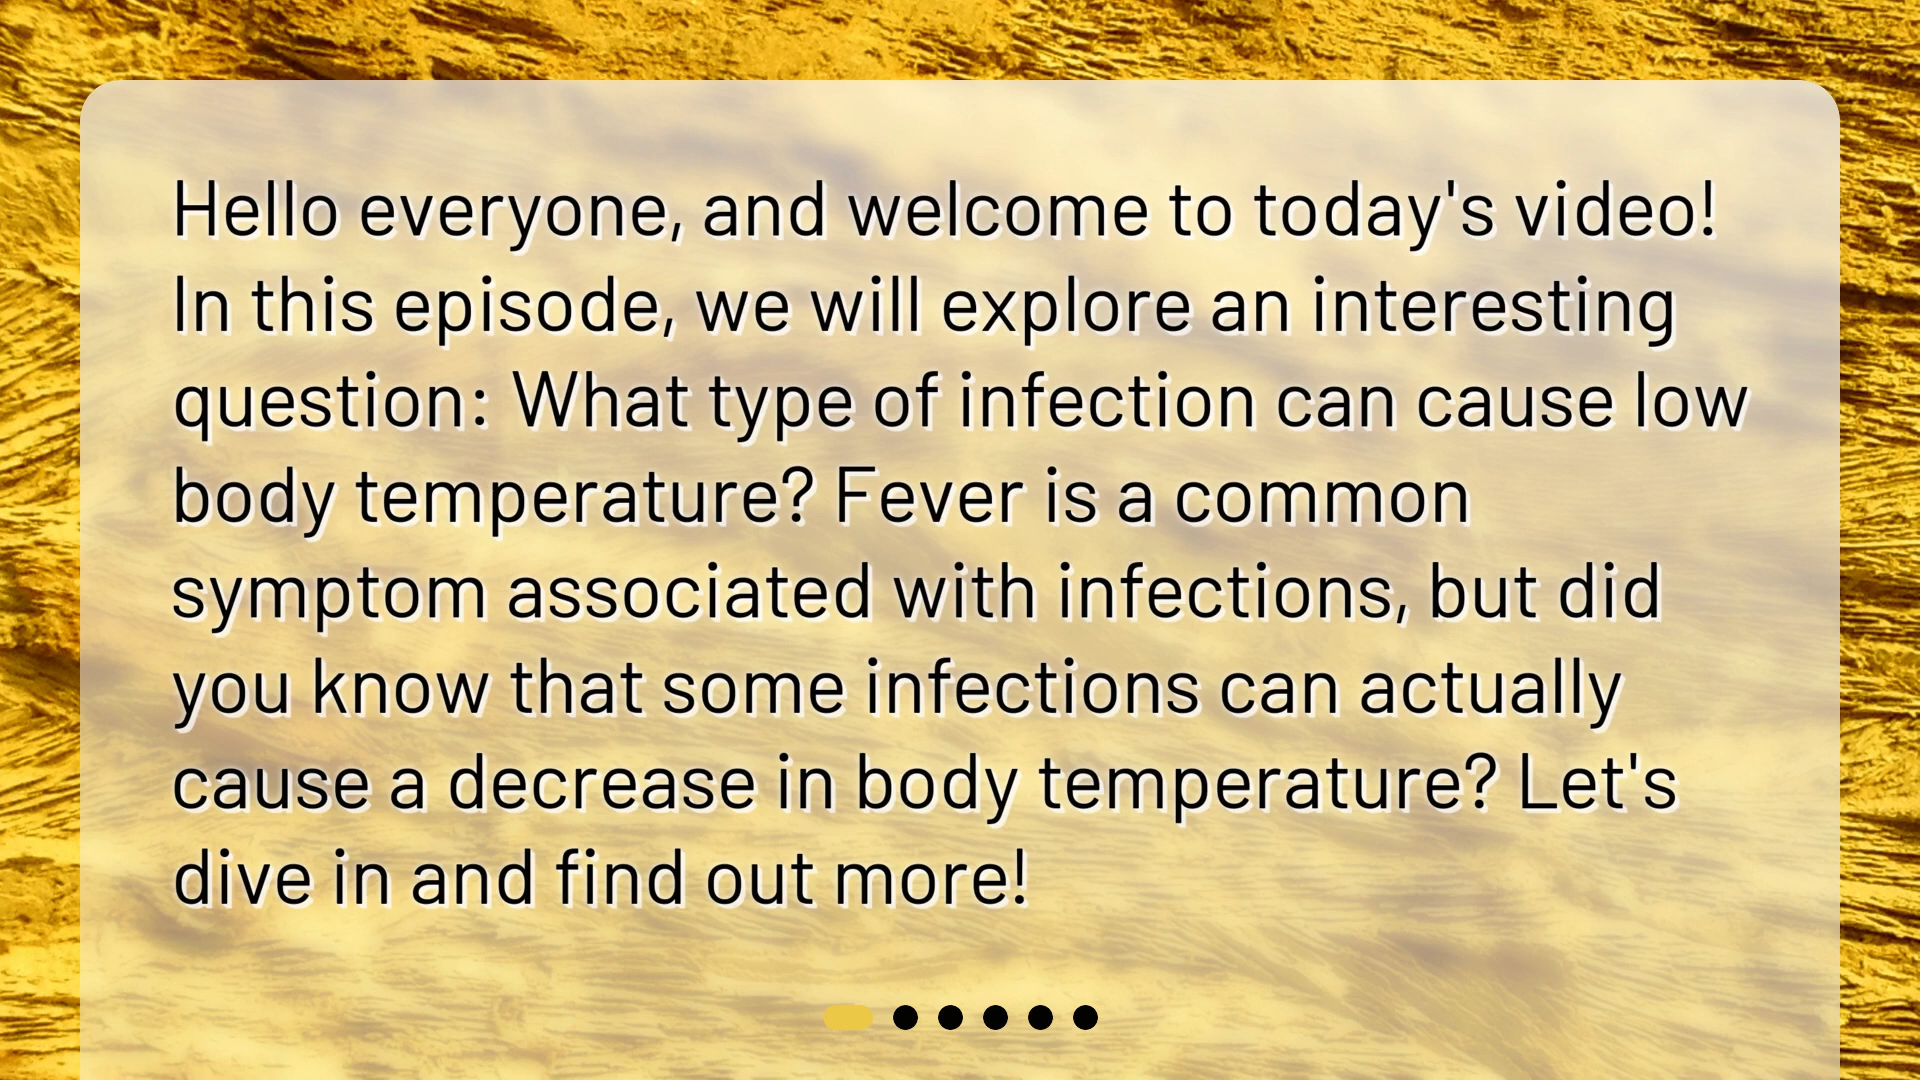 Hello everyone, and welcome to today's video!
In this episode, we will explore an interesting
question: What type of infection can cause low
body temperature? Fever is a common
symptom associated with infections, but did
you know that some infections can actually
cause a decrease in body temperature? Let's
dive in and find out more!